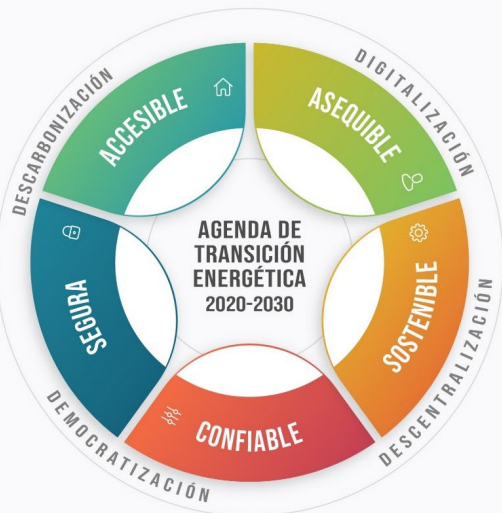 DESCARBONIZACIÓN
DIGITALIZACIÓN
ACCESIBLE
ASEQUIBLE
AGENDA DE
TRANSICIÓN
ENERGÉTICA
2020-2030
SEGURA
SOSTENIBLE
CONFIABLE
DEMOCRATIZACIÓN
DESCENTRALIZACIÓN